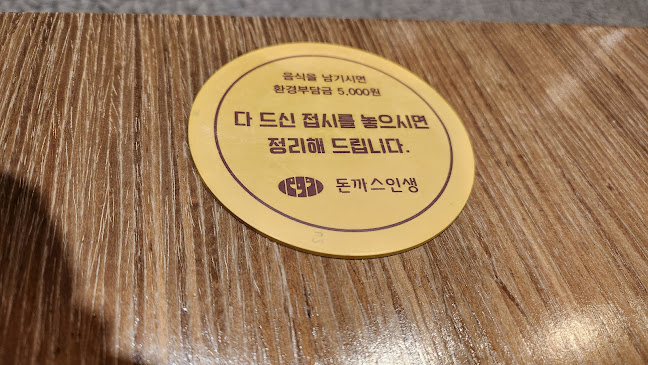 음식을 남기시면
환경부담금 5,000원
다 드신 접시를 놓으시면
정리해 드립니다.
돈까스인생